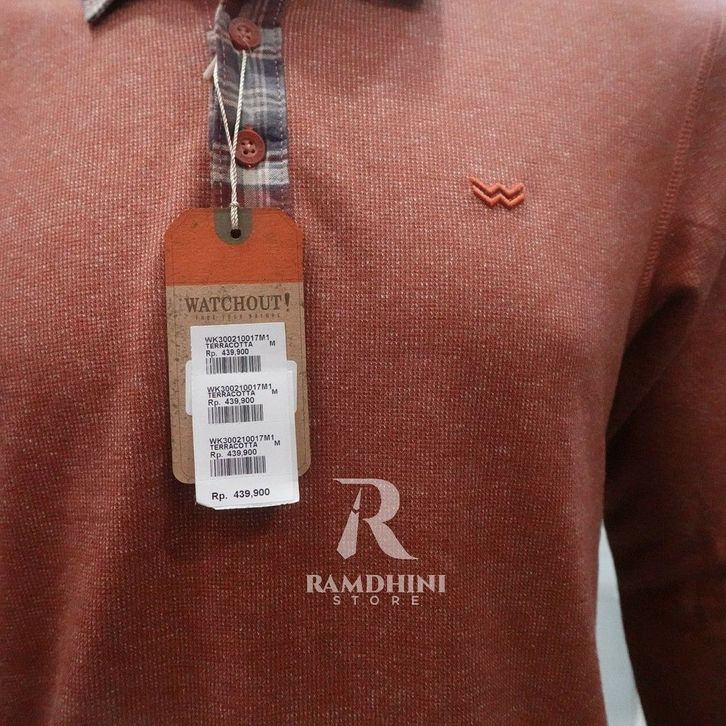 WATCHOUT!
WK300210017M1
TERRACOTTA M
Rp. 439,900
WK300210017M1
TERRACOTTA M
Rp. 439,900
WK300210017M1
TERRACOTTA M
Rp. 439,900
Rp. 439,900
R
RAMDHINI
STORE